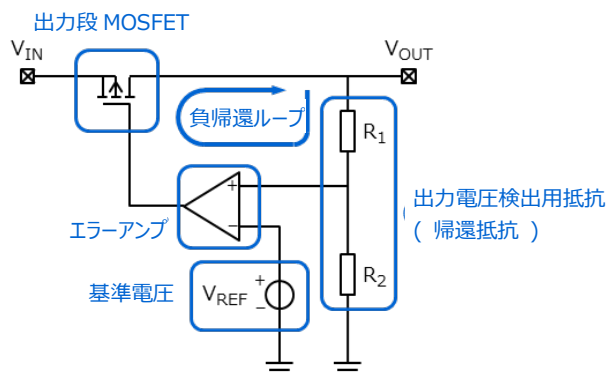 出力段 MOSFET
VIN
VOUT
負帰還ループ
R1
+
−
出力電圧検出用抵抗
( 帰還抵抗 )
エラーアンプ
基準電圧
VREF
+
−
R2